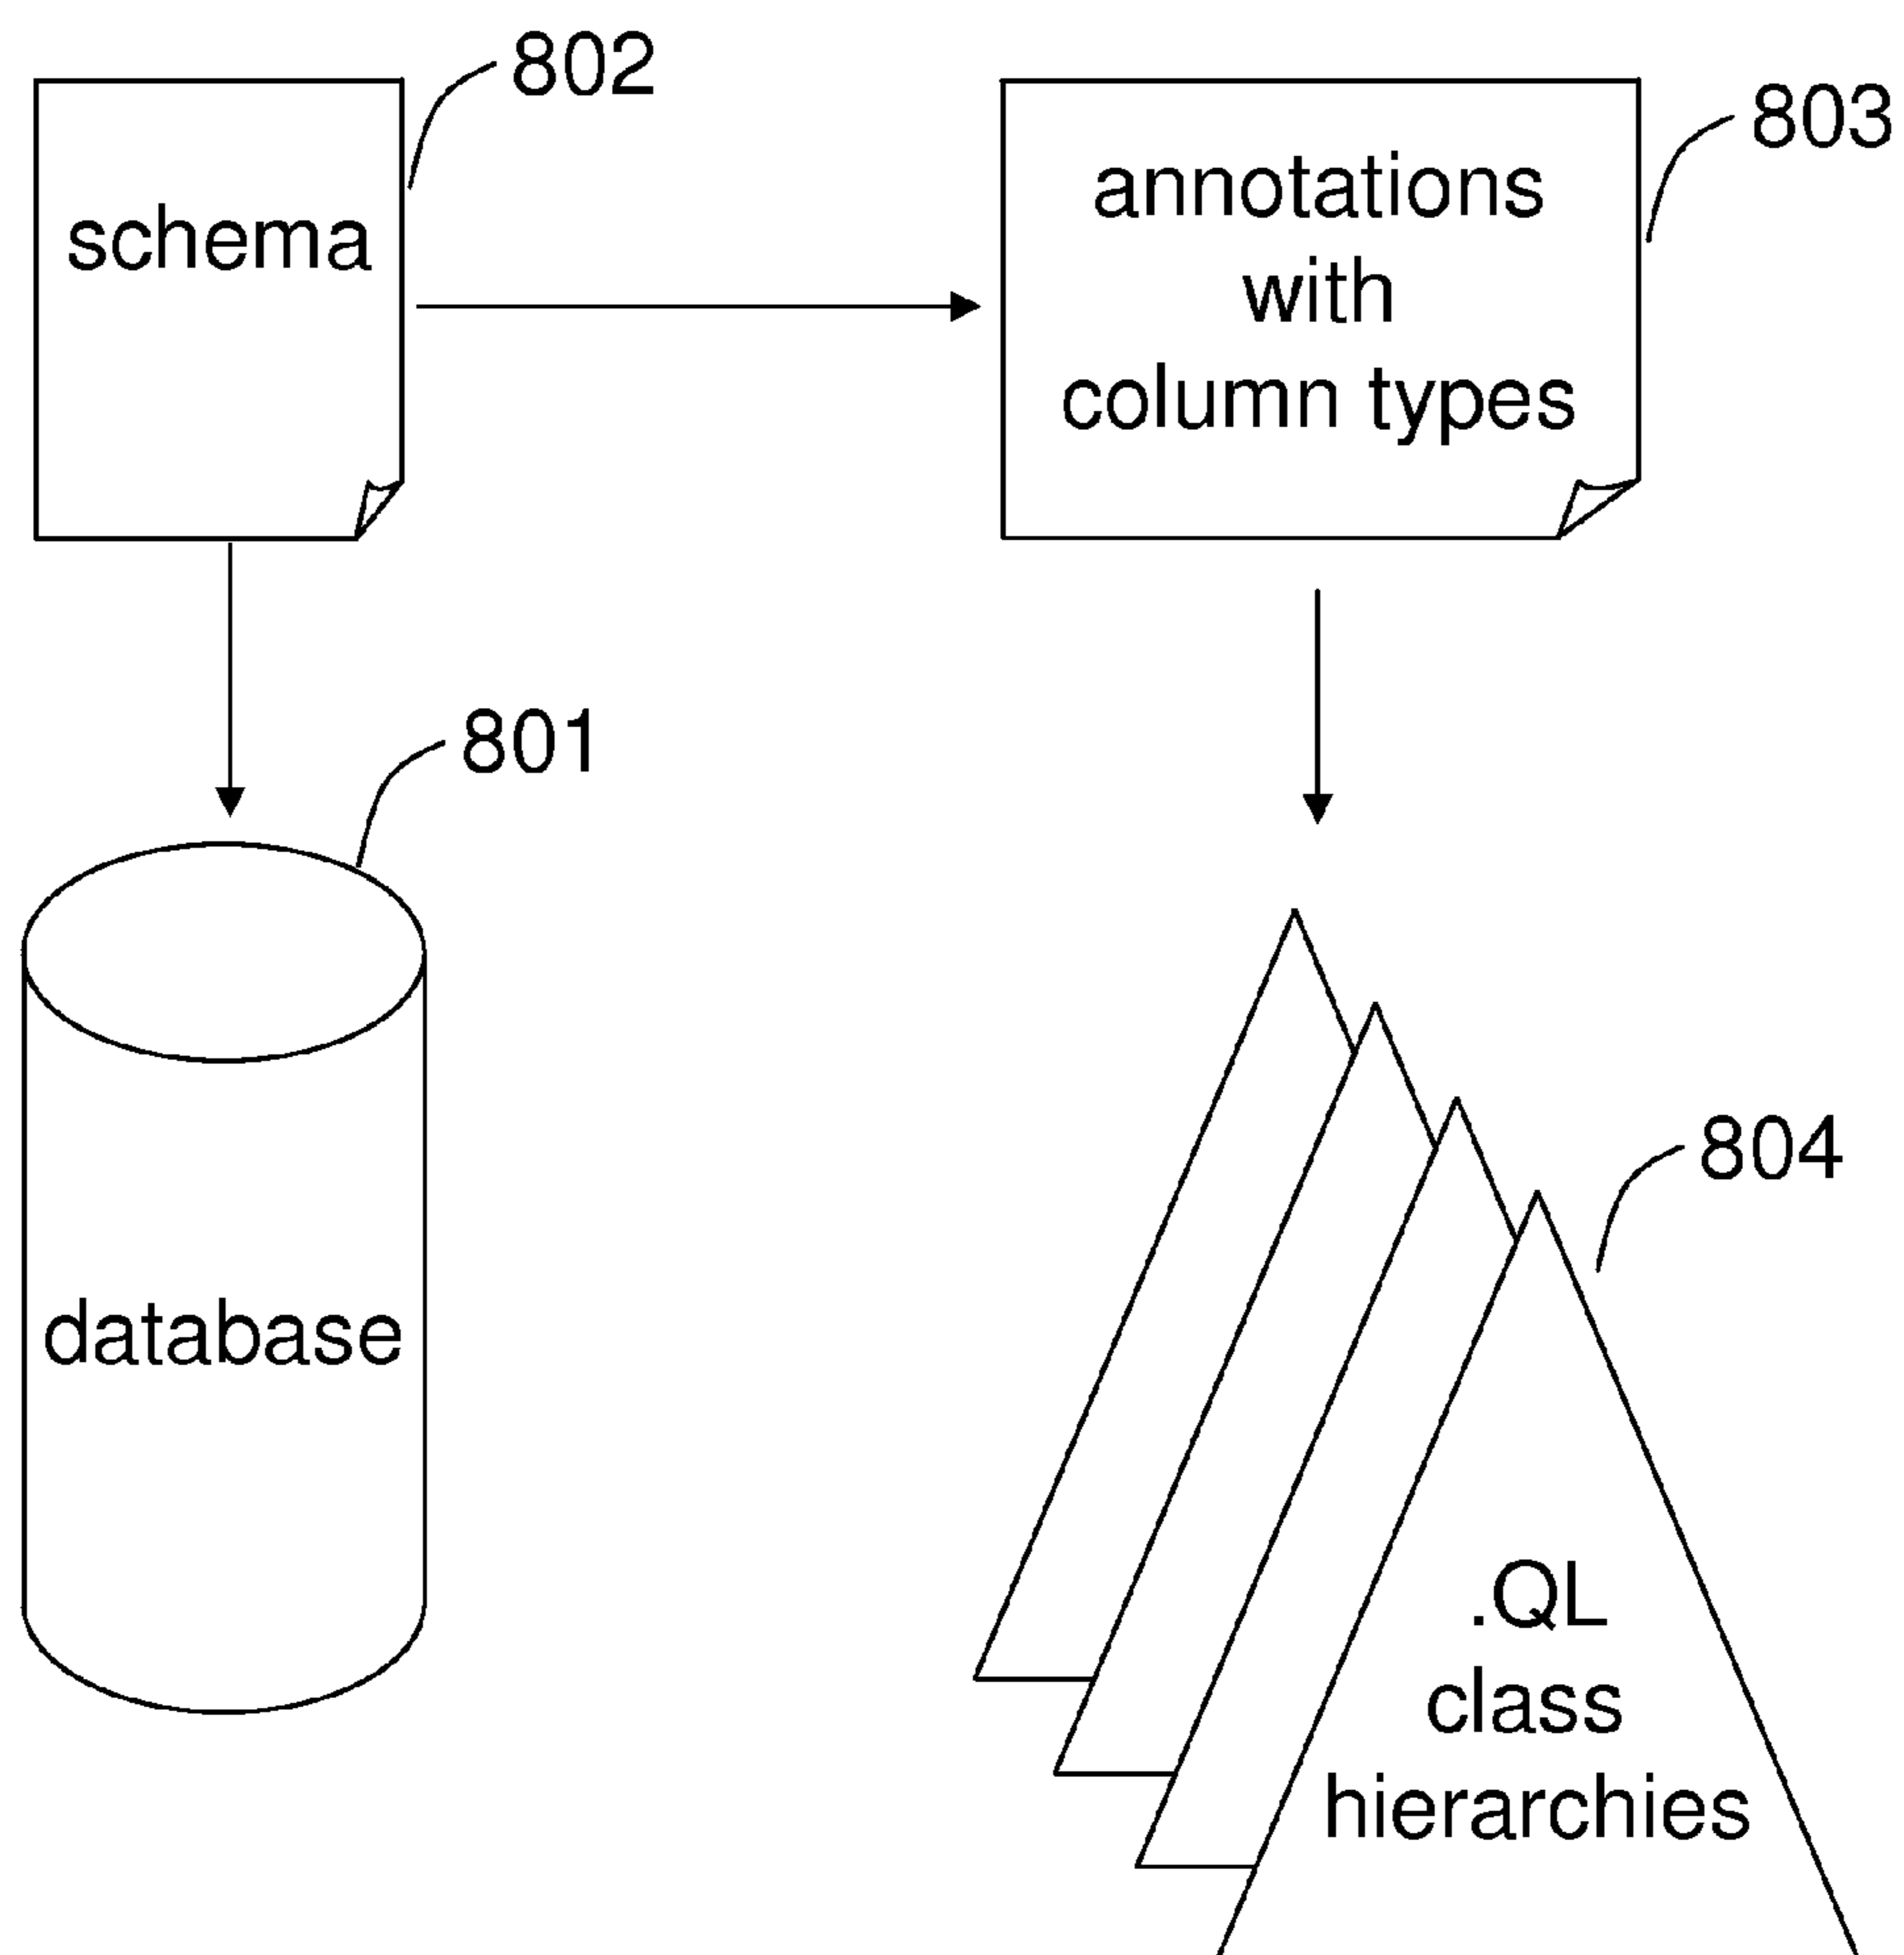 802
schema
803
annotations
with
column types
801
database
804
.QL
class
hierarchies